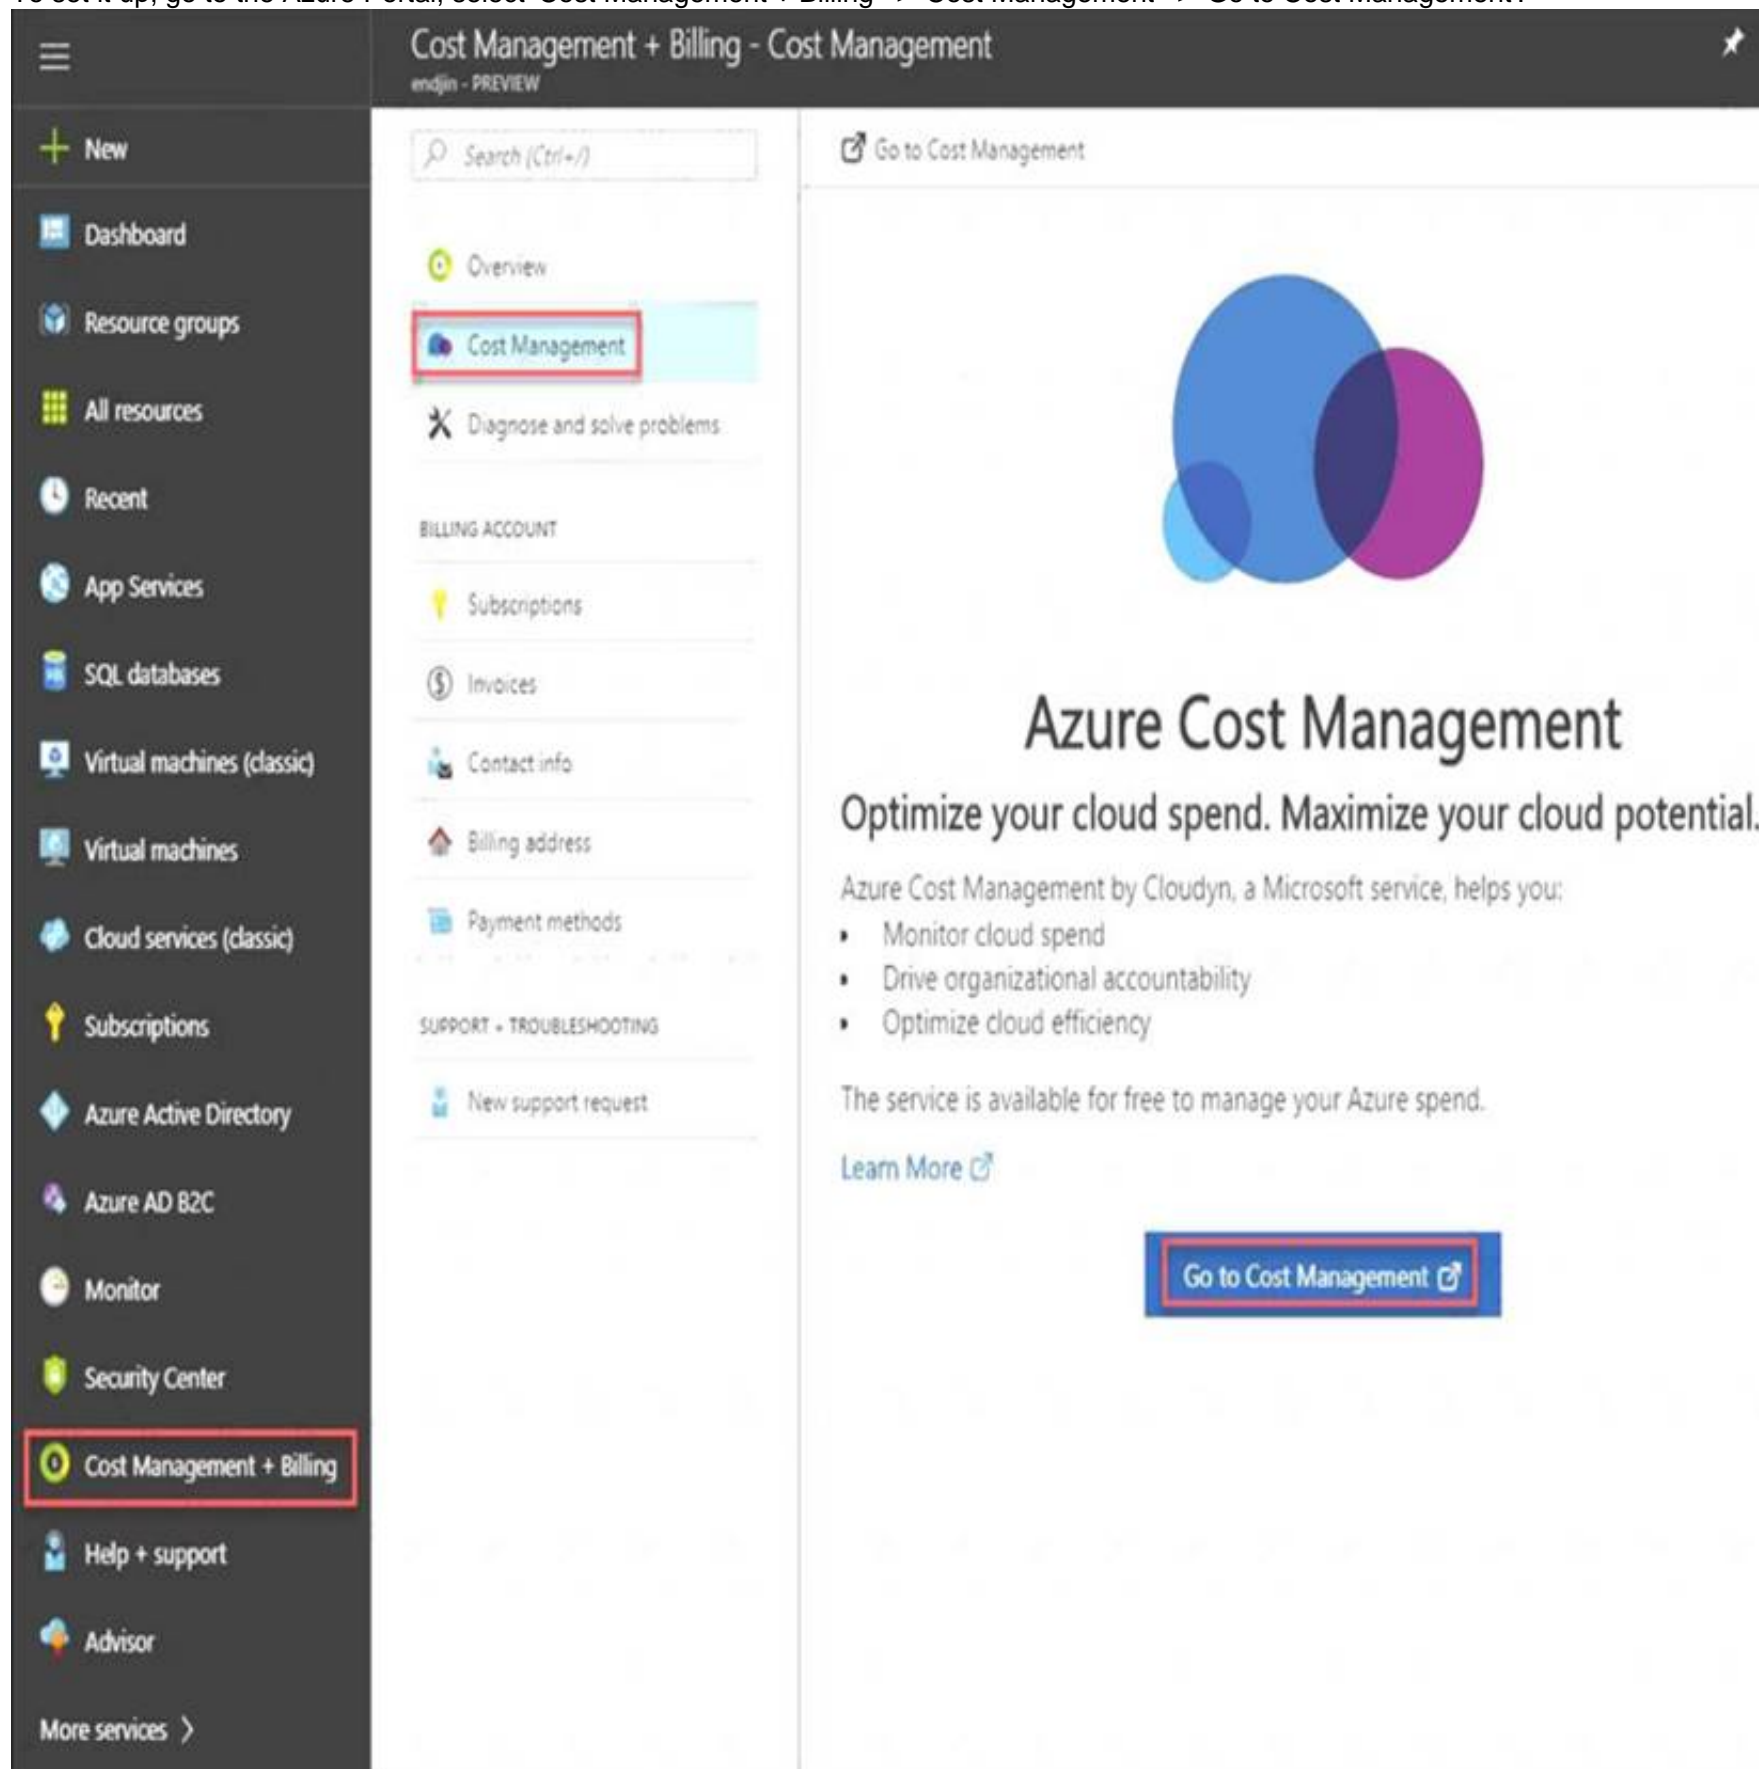 Cost Management + Billing - Cost Management
endjin - PREVIEW
New
Dashboard
Resource groups
All resources
Recent
App Services
SQL databases
Virtual machines (classic)
Virtual machines
Cloud services (classic)
Subscriptions
Azure Active Directory
Azure AD B2C
Monitor
Security Center
Cost Management + Billing
Help + support
Advisor
More services >
Search (Ctrl+/)
Overview
Cost Management
Diagnose and solve problems
BILLING ACCOUNT
Subscriptions
Invoices
Contact info
Billing address
Payment methods
SUPPORT + TROUBLESHOOTING
New support request
Go to Cost Management
Azure Cost Management
Optimize your cloud spend. Maximize your cloud potential.
Azure Cost Management by Cloudyn, a Microsoft service, helps you:
• Monitor cloud spend
• Drive organizational accountability
• Optimize cloud efficiency
The service is available for free to manage your Azure spend.
Learn More
Go to Cost Management